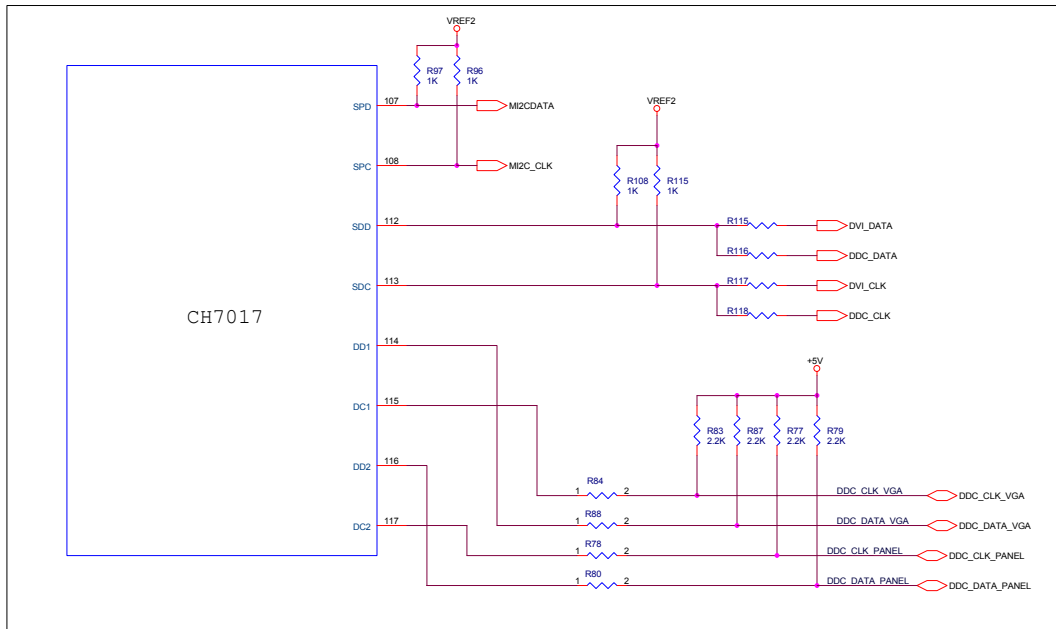 VREF2
R97 R96
1K 1K
SPD 107 MI2CDATA
VREF2
SPC 108 MI2C_CLK
R108 R115
1K 1K
SDD 112 R115 DVI_DATA
R116 DDC_DATA
SDC 113 R117 DVI_CLK
R118 DDC_CLK
CH7017
DD1 114
+5V
DC1 115
R83 R87 R77 R79
2.2K 2.2K 2.2K 2.2K
DD2 116
R84
1 2 DDC_CLK_VGA DDC_CLK_VGA
R88
DC2 117 1 2 DDC_DATA_VGA DDC_DATA_VGA
R78
1 2 DDC_CLK_PANEL DDC_CLK_PANEL
R80
1 2 DDC_DATA_PANEL DDC_DATA_PANEL